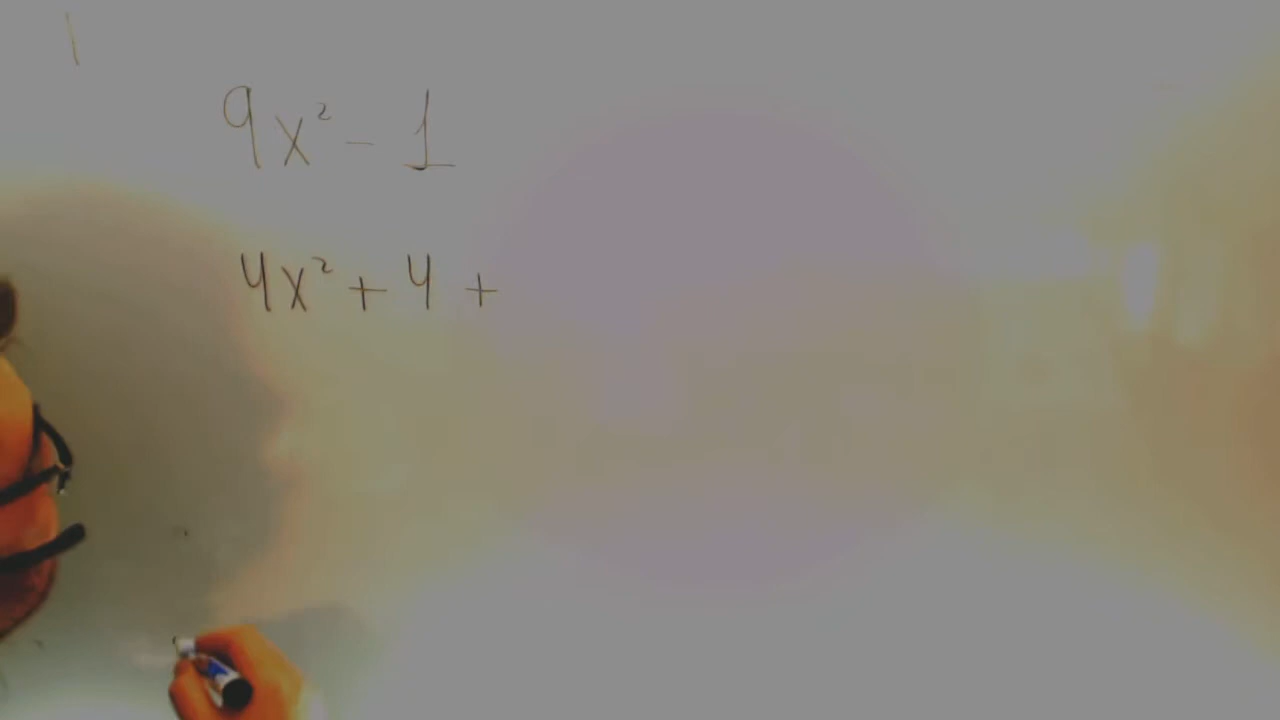 9x² - 1
4x² + 4 +